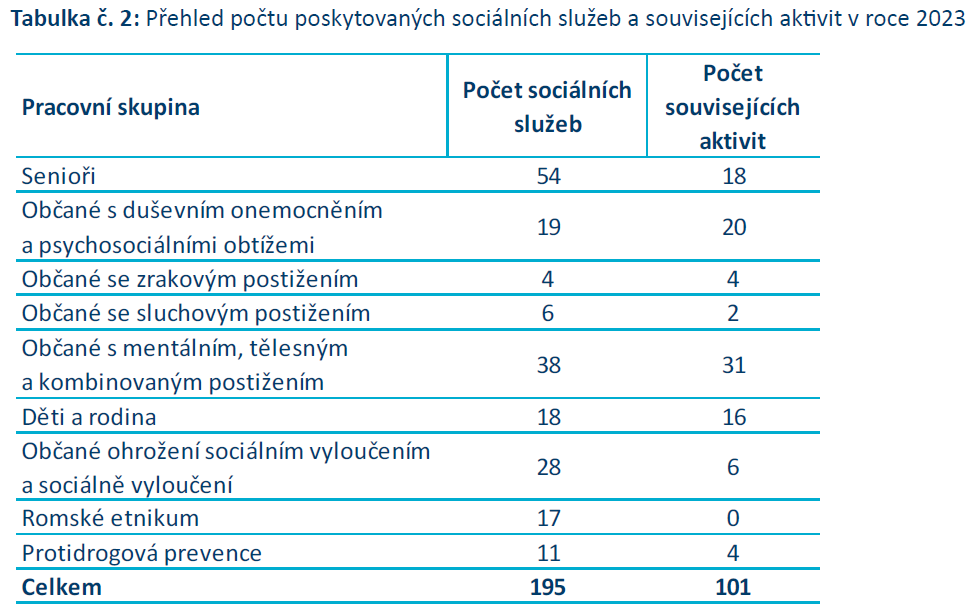 Tabulka č. 2: Přehled počtu poskytovaných sociálních služeb a souvisejících aktivit v roce 2023
Pracovní skupina
Počet sociálních
služeb
Počet
souvisejících
aktivit
Senioři 54 18
Občané s duševním onemocněním
a psychosociálními obtížemi
19 20
Občané se zrakovým postižením 4 4
Občané se sluchovým postižením 6 2
Občané s mentálním, tělesným
a kombinovaným postižením
38 31
Děti a rodina 18 16
Občané ohrožení sociálním vyloučením
a sociálně vyloučení
28 6
Romské etnikum 17 0
Protidrogová prevence 11 4
Celkem 195 101